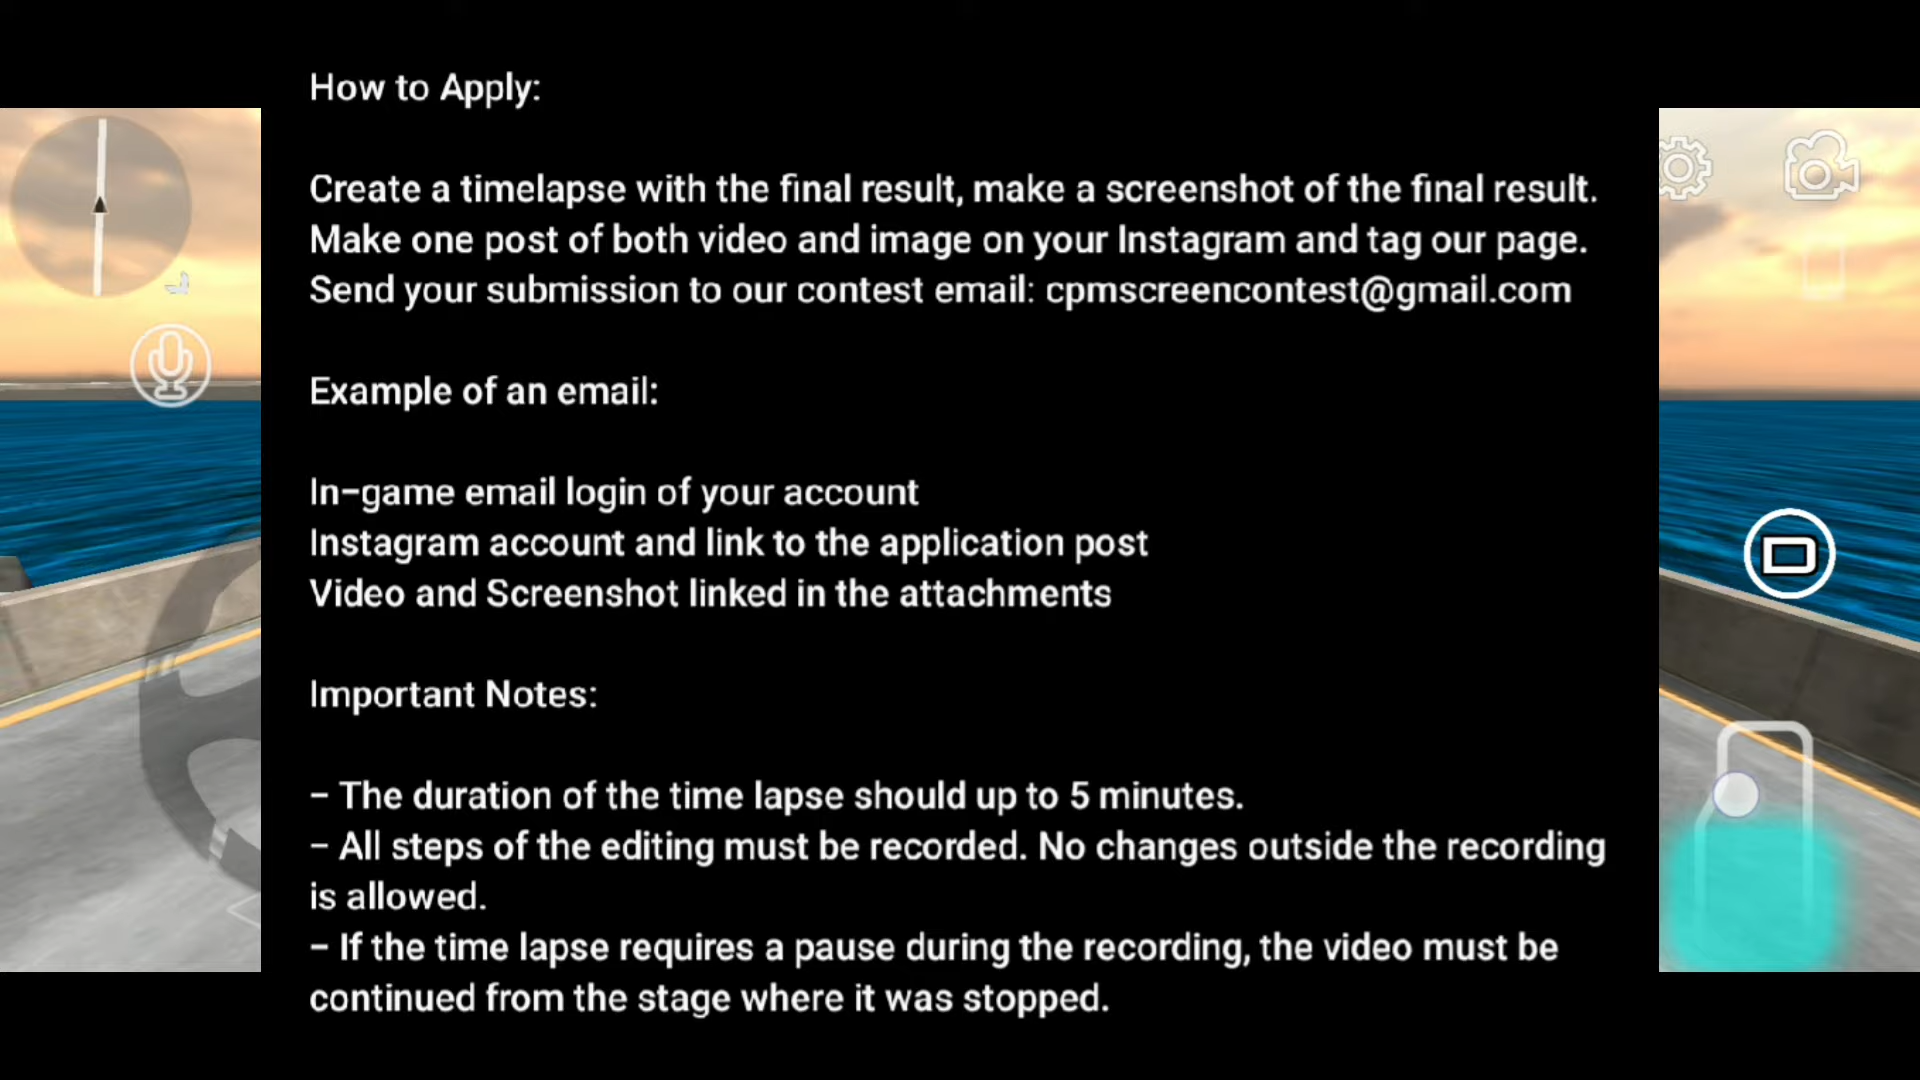 How to Apply:
Create a timelapse with the final result, make a screenshot of the final result.
Make one post of both video and image on your Instagram and tag our page.
Send your submission to our contest email: cpmscreencontest@gmail.com
Example of an email:
In-game email login of your account
Instagram account and link to the application post
Video and Screenshot linked in the attachments
Important Notes:
- The duration of the time lapse should up to 5 minutes.
- All steps of the editing must be recorded. No changes outside the recording
is allowed.
- If the time lapse requires a pause during the recording, the video must be
continued from the stage where it was stopped.